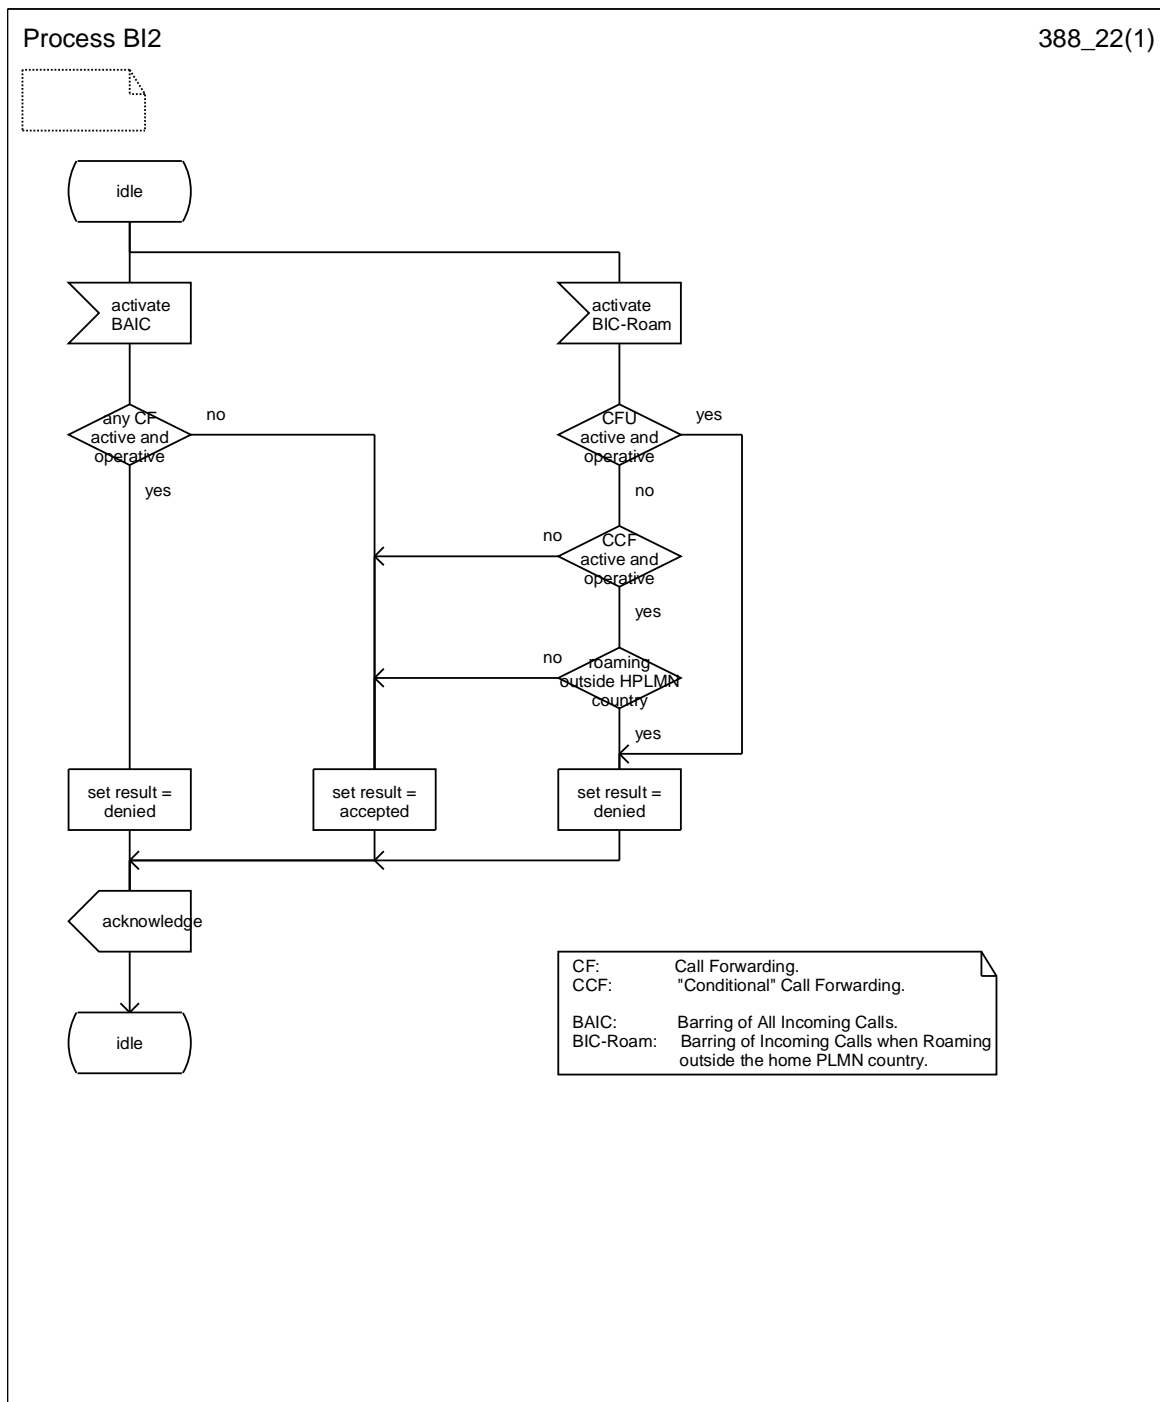 Process BI2
388_22(1)
idle
activate
BAIC
activate
BIC-Roam
any CF
active and
operative
no
yes
CFU
active and
operative
yes
no
CCF
active and
operative
no
yes
roaming
outside HPLMN
country
no
yes
set result =
denied
set result =
accepted
set result =
denied
acknowledge
idle
CF: Call Forwarding.
CCF: "Conditional" Call Forwarding.
BAIC: Barring of All Incoming Calls.
BIC-Roam: Barring of Incoming Calls when Roaming
outside the home PLMN country.